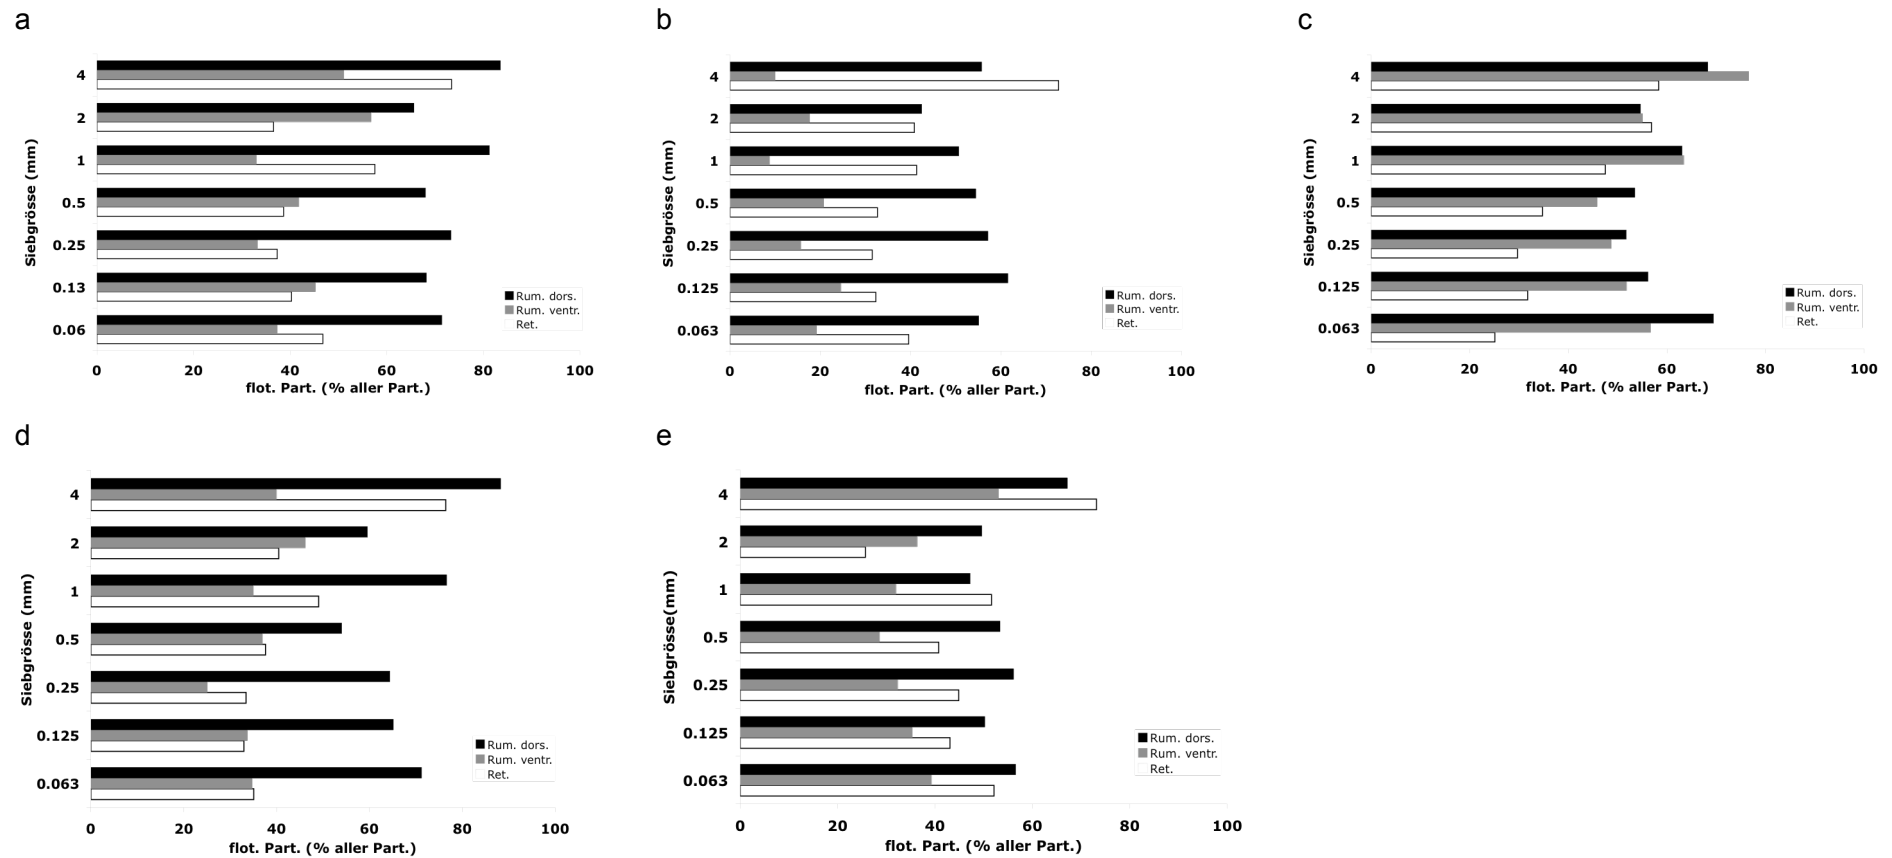 a
Siebgrösse (mm)
4
2
1
0.5
0.25
0.13
0.06
0 20 40 60 80 100
flot. Part. (% aller Part.)
Rum. dors.
Rum. ventr.
Ret.
b
Siebgrösse (mm)
4
2
1
0.5
0.25
0.125
0.063
0 20 40 60 80 100
flot. Part. (% aller Part.)
Rum. dors.
Rum. ventr.
Ret.
c
Siebgrösse (mm)
4
2
1
0.5
0.25
0.125
0.063
0 20 40 60 80 100
flot. Part. (% aller Part.)
Rum. dors.
Rum. ventr.
Ret.
d
Siebgrösse (mm)
4
2
1
0.5
0.25
0.125
0.063
0 20 40 60 80 100
flot. Part. (% aller Part.)
Rum. dors.
Rum. ventr.
Ret.
e
Siebgrösse(mm)
4
2
1
0.5
0.25
0.125
0.063
0 20 40 60 80 100
flot. Part. (% aller Part.)
Rum. dors.
Rum. ventr.
Ret.